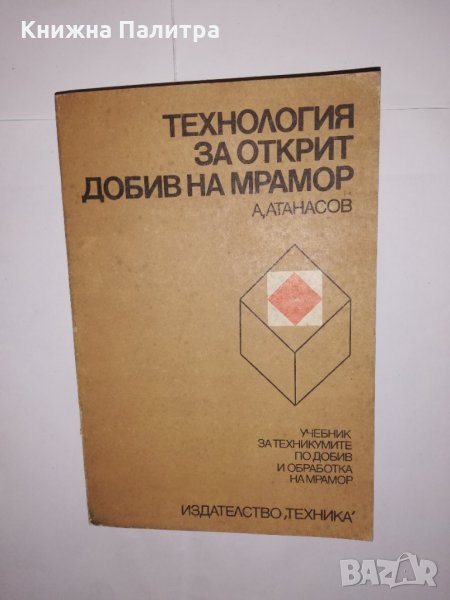 Книжна Палитра
ТЕХНОЛОГИЯ
ЗА ОТКРИТ
ДОБИВ НА МРАМОР
А. АТАНАСОВ
УЧЕБНИК
ЗА ТЕХНИКУМИТЕ
ПО ДОБИВ
И ОБРАБОТКА
НА МРАМОР
ИЗДАТЕЛСТВО „ТЕХНИКА“
BAZAR